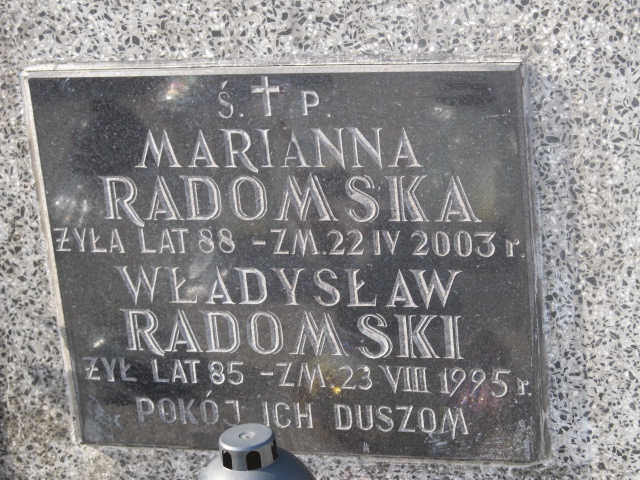 Ś. † P.
MARIANNA
RADOMSKA
ŻYŁA LAT 88 - ZM. 22 IV 2003 r.
WŁADYSŁAW
RADOMSKI
ŻYŁ LAT 85 - ZM. 23 VIII 1995 r.
POKÓJ ICH DUSZOM